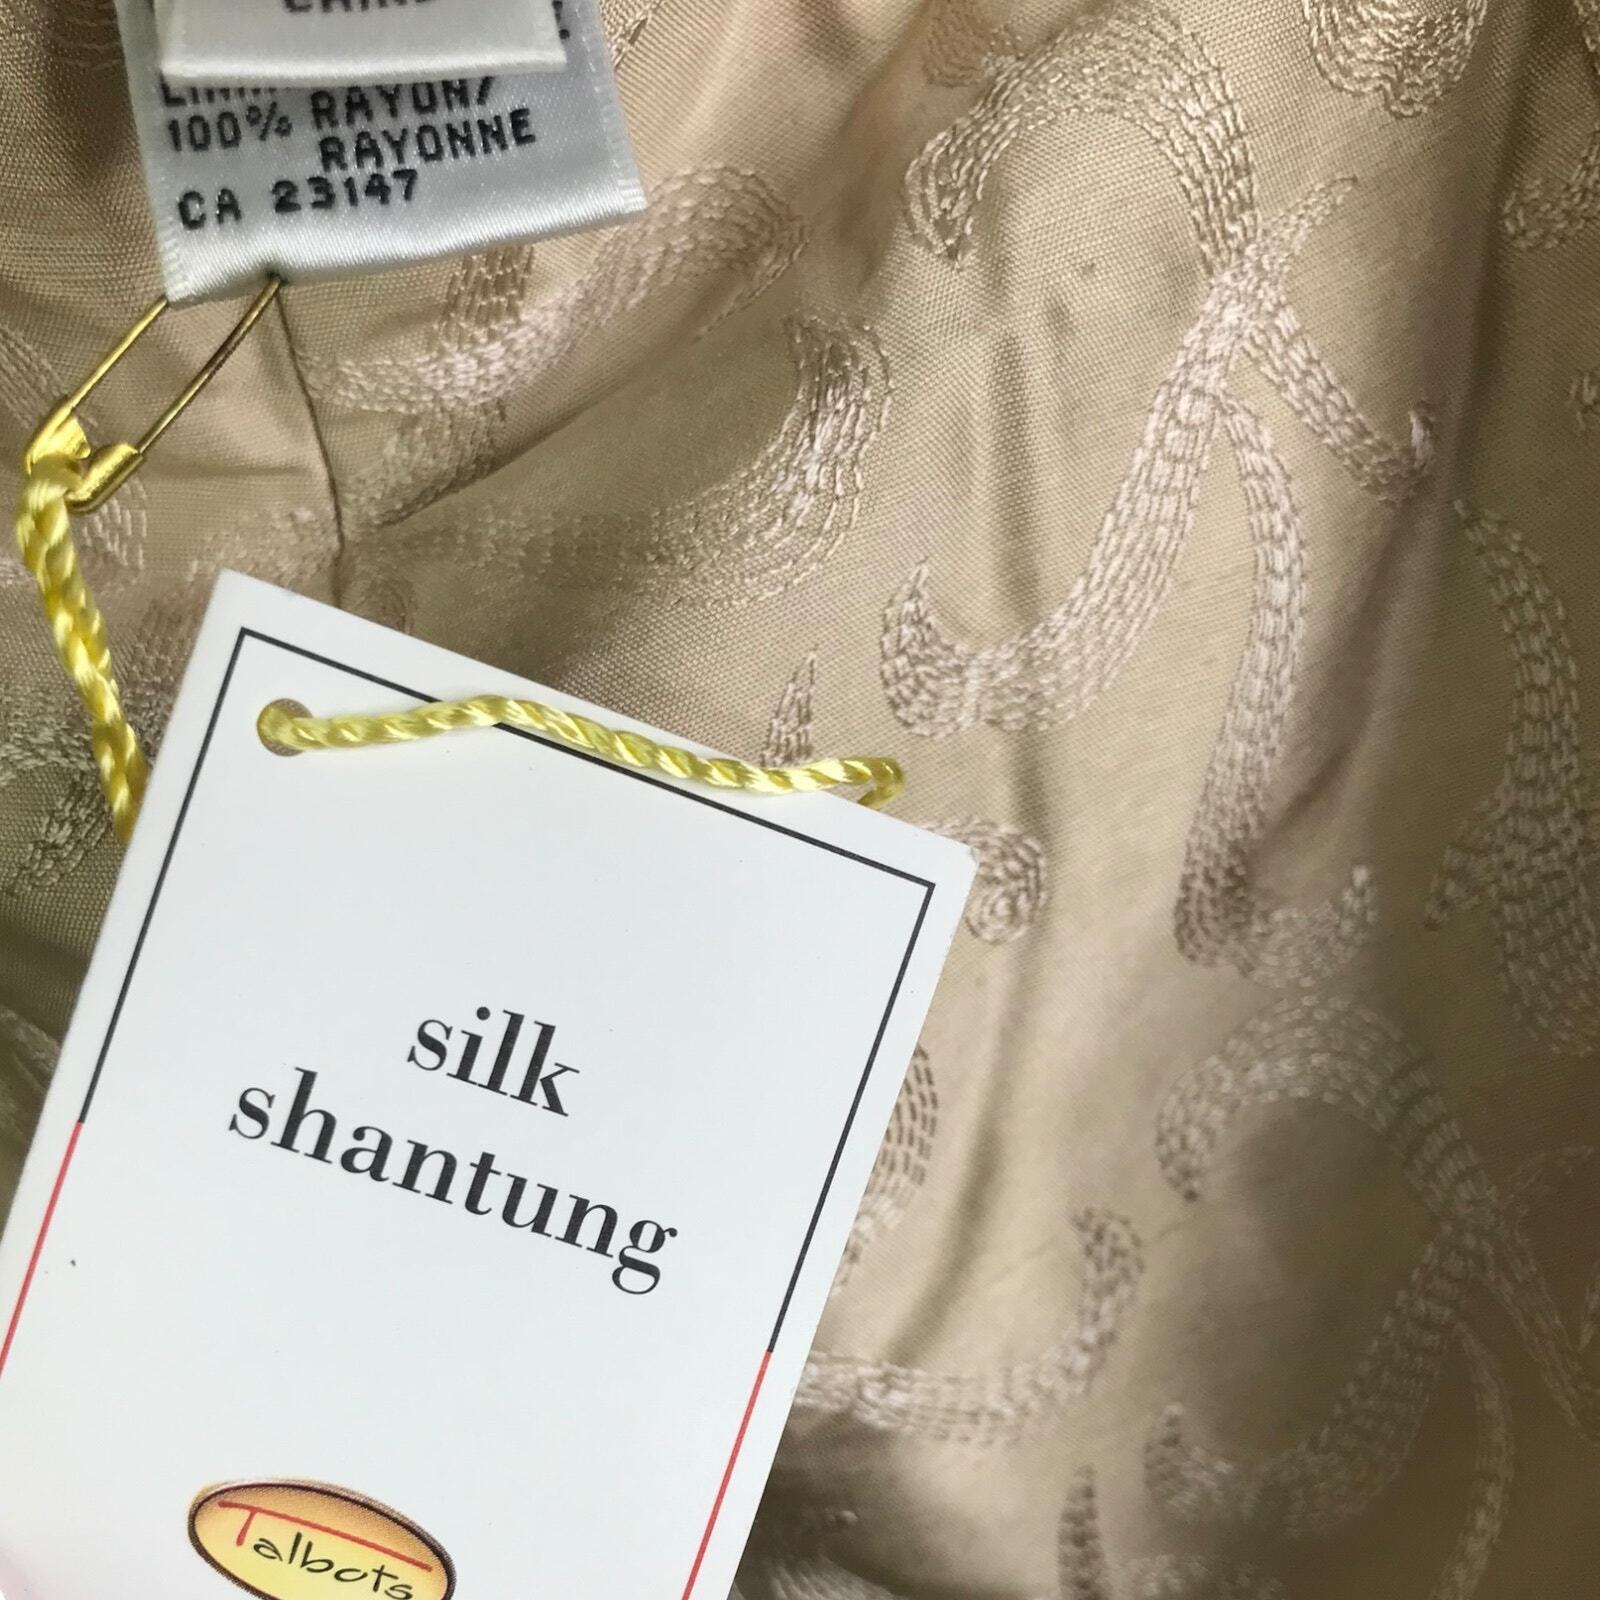 100% RAYON/
RAYONNE
CA 23147
silk
shantung
Talbots